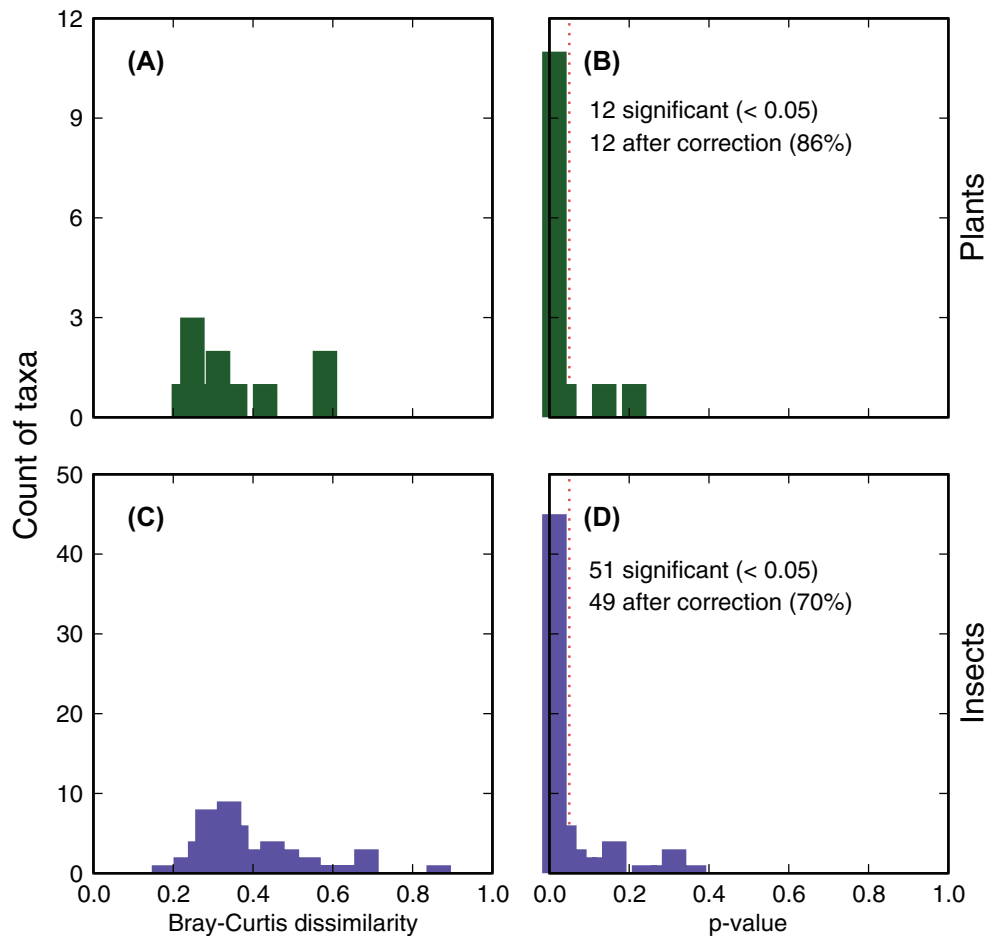 12
9
6
3
0
(A)
(B)
12 significant (< 0.05)
12 after correction (86%)
Plants
Count of taxa
50
40
30
20
10
0
(C)
(D)
51 significant (< 0.05)
49 after correction (70%)
Insects
0.0 0.2 0.4 0.6 0.8 1.0
0.0 0.2 0.4 0.6 0.8 1.0
Bray-Curtis dissimilarity
p-value